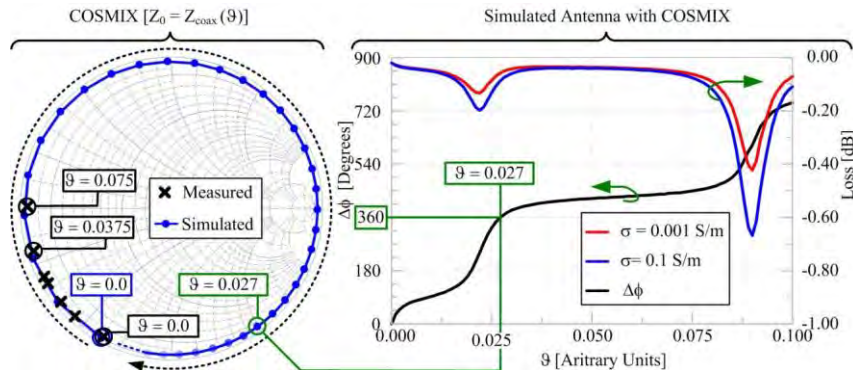 COSMIX [Z0 = Zcoax(ϑ)]
Simulated Antenna with COSMIX
ϑ = 0.075
ϑ = 0.0375
Measured
Simulated
ϑ = 0.0
ϑ = 0.027
ϑ = 0.0
900
720
540
360
180
0
Δϕ [Degrees]
ϑ = 0.027
σ = 0.001 S/m
σ= 0.1 S/m
Δϕ
0.00
-0.20
-0.40
-0.60
-0.80
-1.00
Loss [dB]
0.000
0.025
0.050
0.075
0.100
ϑ [Aritrary Units]